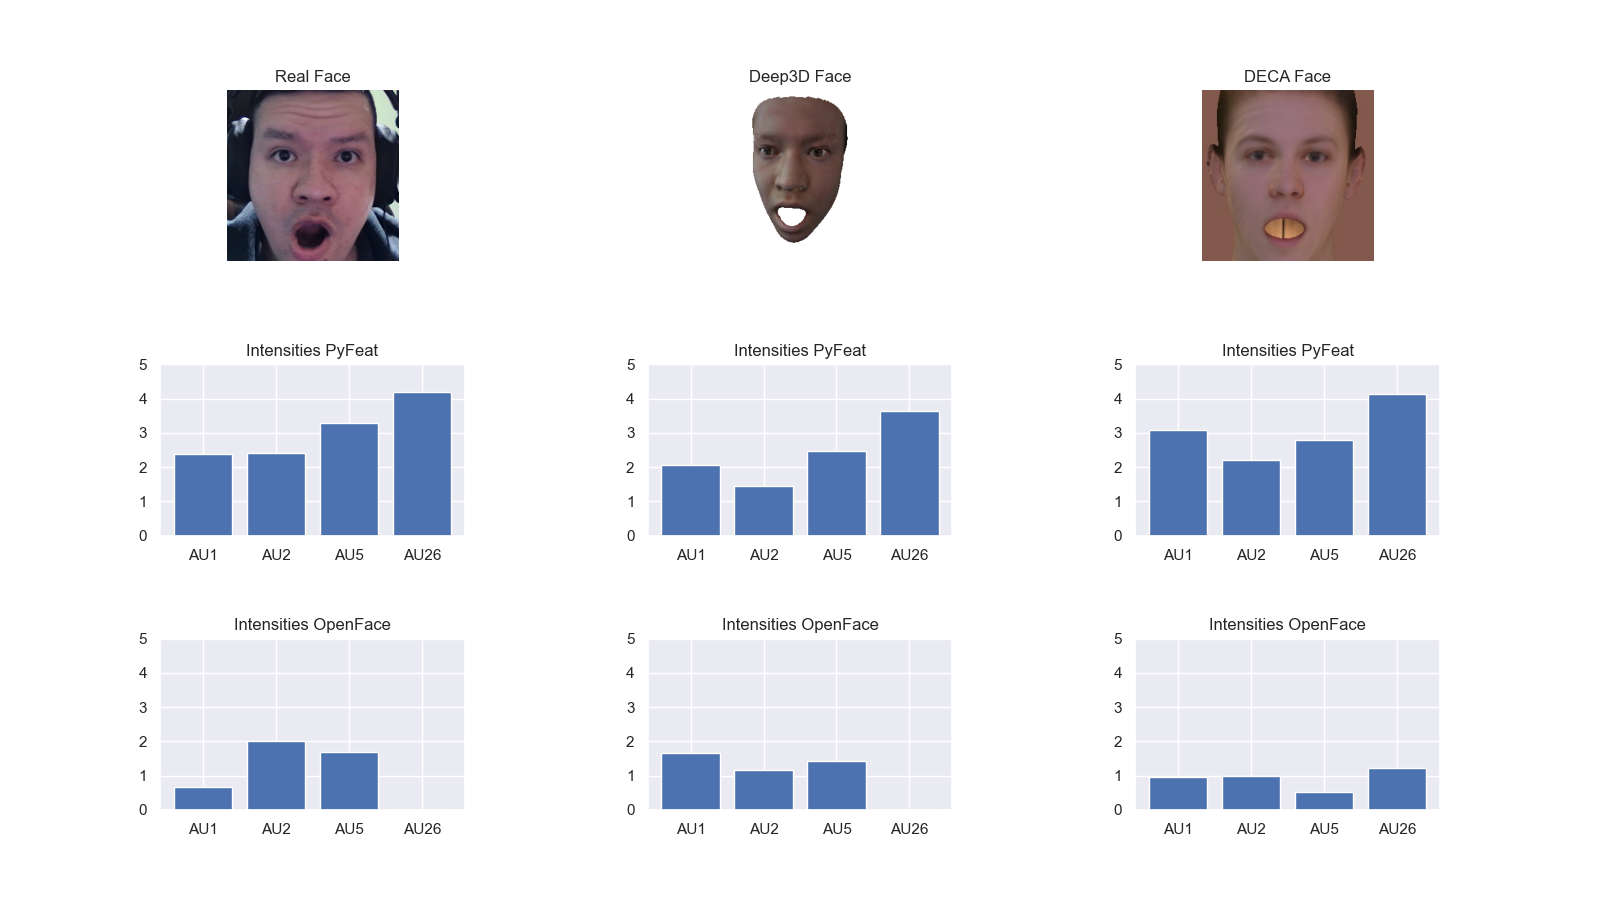 Real Face Deep3D Face DECA Face
Intensities PyFeat Intensities PyFeat Intensities PyFeat
5 5 5
4 4 4
3 3 3
2 2 2
1 1 1
0 0 0
AU1 AU2 AU5 AU26 AU1 AU2 AU5 AU26 AU1 AU2 AU5 AU26
Intensities OpenFace Intensities OpenFace Intensities OpenFace
5 5 5
4 4 4
3 3 3
2 2 2
1 1 1
0 0 0
AU1 AU2 AU5 AU26 AU1 AU2 AU5 AU26 AU1 AU2 AU5 AU26